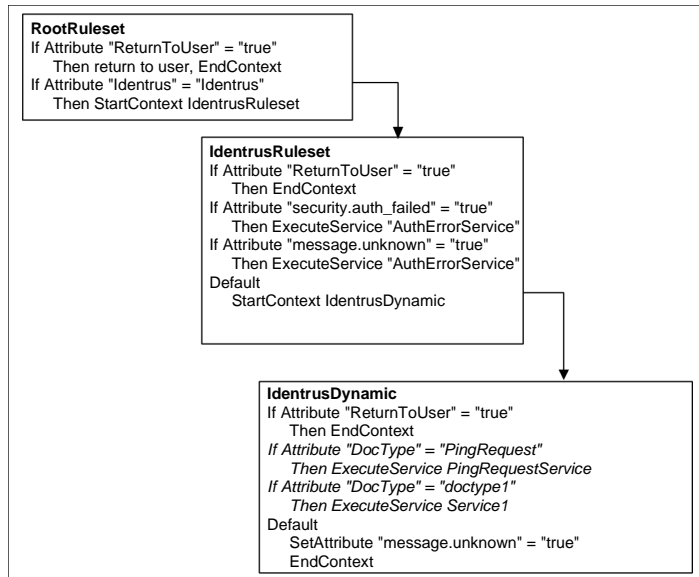 RootRuleset
If Attribute "ReturnToUser" = "true"
Then return to user, EndContext
If Attribute "Identrus" = "Identrus"
Then StartContext IdentrusRuleset
IdentrusRuleset
If Attribute "ReturnToUser" = "true"
Then EndContext
If Attribute "security.auth_failed" = "true"
Then ExecuteService "AuthErrorService"
If Attribute "message.unknown" = "true"
Then ExecuteService "AuthErrorService"
Default
StartContext IdentrusDynamic
IdentrusDynamic
If Attribute "ReturnToUser" = "true"
Then EndContext
If Attribute "DocType" = "PingRequest"
Then ExecuteService PingRequestService
If Attribute "DocType" = "doctype1"
Then ExecuteService Service1
Default
SetAttribute "message.unknown" = "true"
EndContext